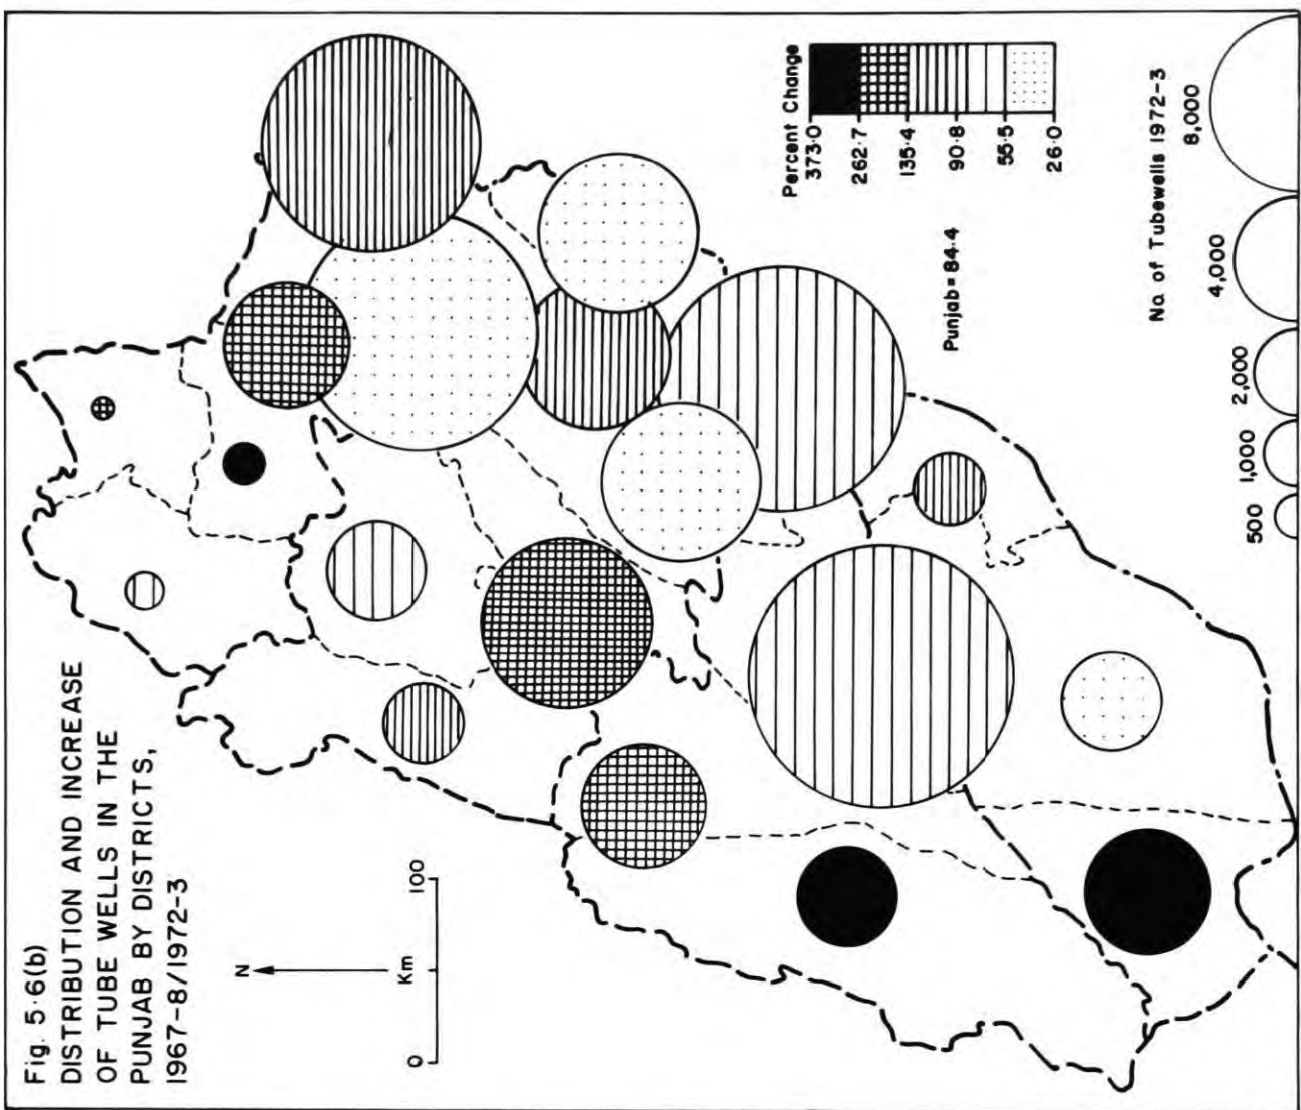 Fig. 5·6(b)
DISTRIBUTION AND INCREASE
OF TUBE WELLS IN THE
PUNJAB BY DISTRICTS,
1967-8/1972-3
N
0 Km 100
Percent Change
373·0
262·7
135·4
90·8
55·5
26·0
Punjab = 84·4
No. of Tubewells 1972-3
500 1,000 2,000 4,000 8,000